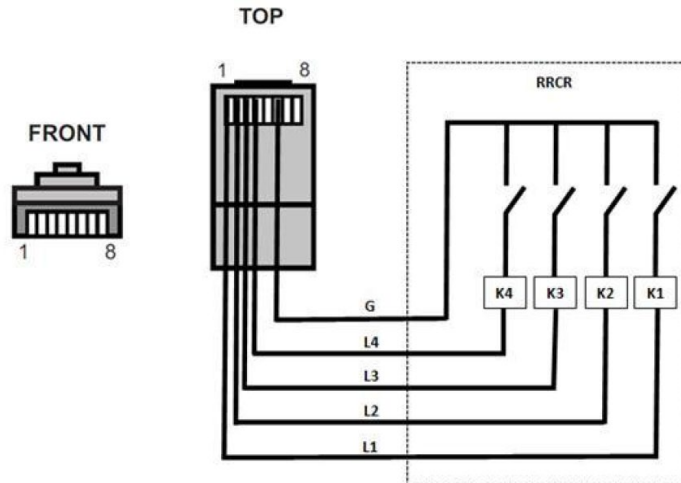 TOP
1 8
RRCR
FRONT
1 8
K4 K3 K2 K1
G
L4
L3
L2
L1